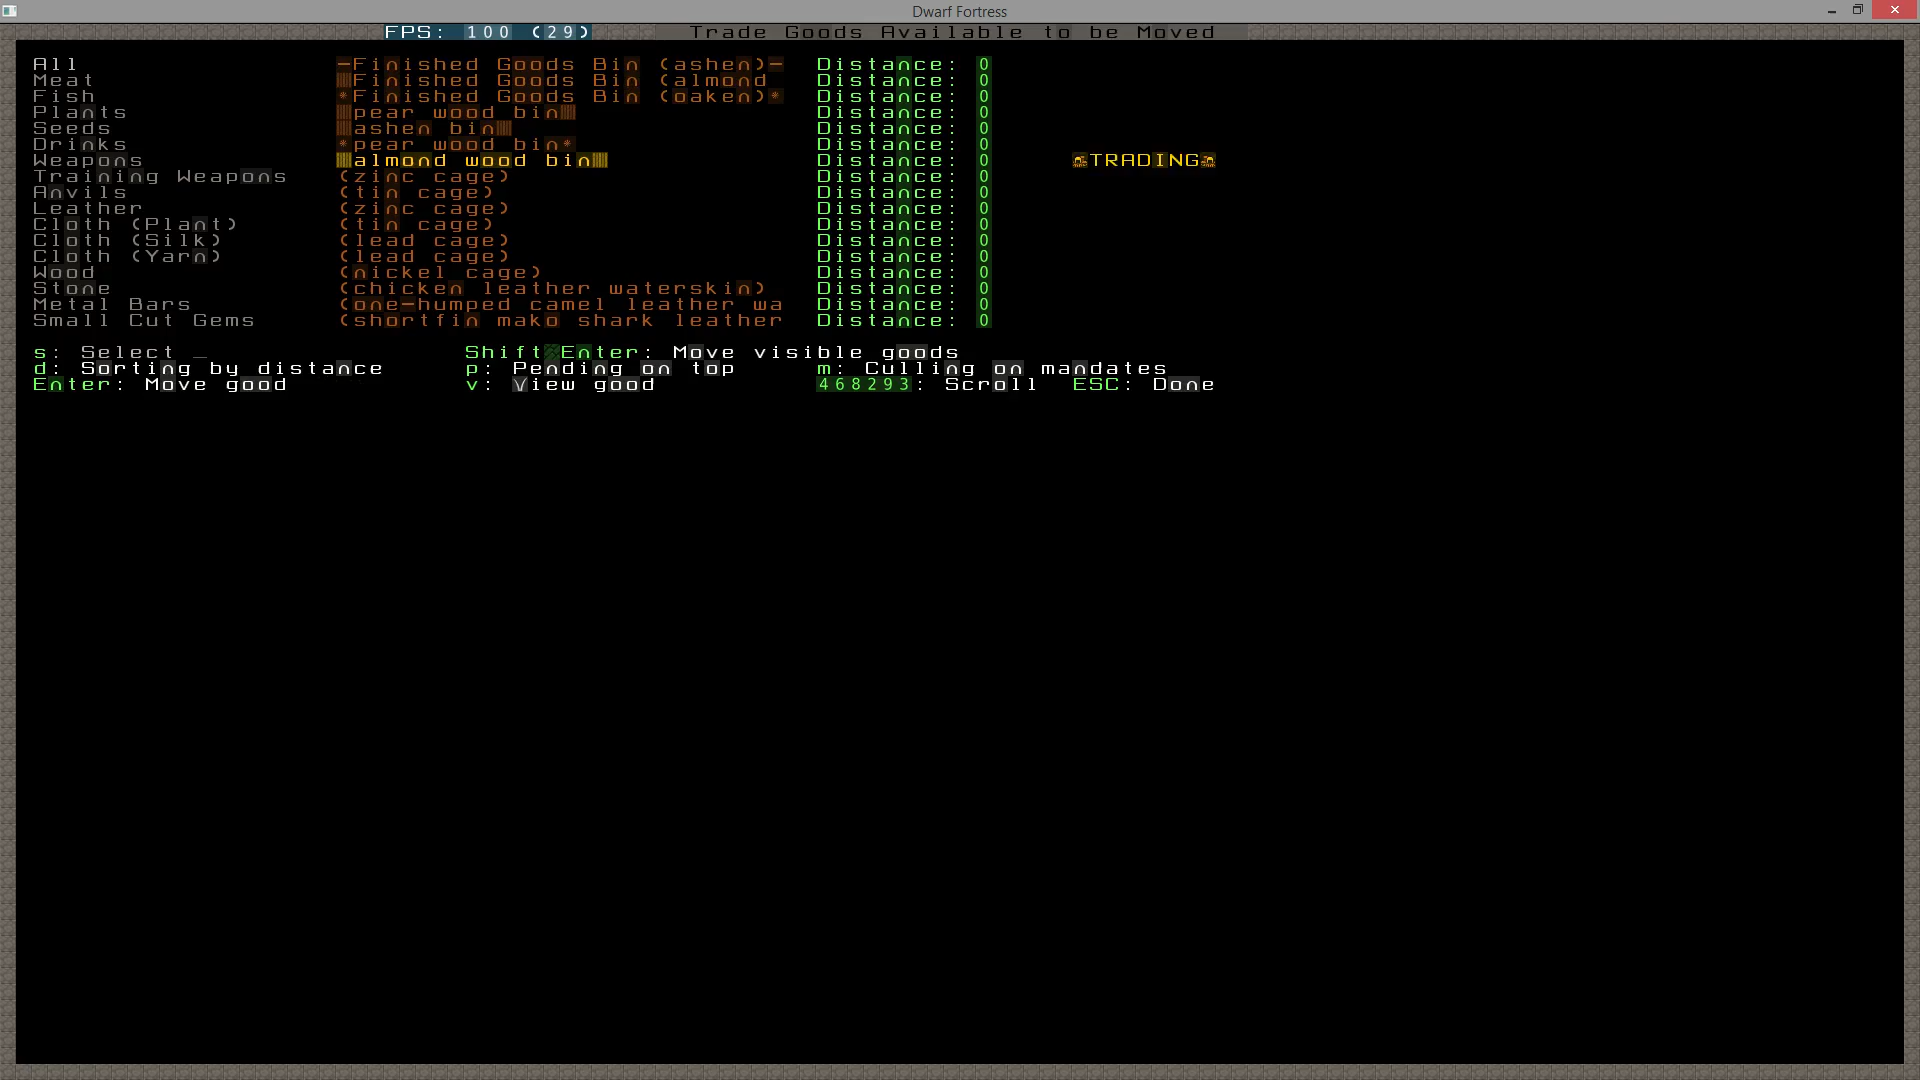 Dwarf Fortress
FPS: 100 (29) Trade Goods Available to be Moved
All -Finished Goods Bin (ashen)- Distance: 0
Meat Finished Goods Bin (almond Distance: 0
Fish *Finished Goods Bin (oaken)* Distance: 0
Plants pear wood bin Distance: 0
Seeds ashen bin Distance: 0
Drinks *pear wood bin* Distance: 0
Weapons almond wood bin Distance: 0 TRADING
Training Weapons (zinc cage) Distance: 0
Anvils (tin cage) Distance: 0
Leather (zinc cage) Distance: 0
Cloth (Plant) (tin cage) Distance: 0
Cloth (Silk) (lead cage) Distance: 0
Cloth (Yarn) (lead cage) Distance: 0
Wood (nickel cage) Distance: 0
Stone (chicken leather waterskin) Distance: 0
Metal Bars (one-humped camel leather wa Distance: 0
Small Cut Gems (shortfin mako shark leather Distance: 0
s: Select _ Shift Enter: Move visible goods
d: Sorting by distance p: Pending on top m: Culling on mandates
Enter: Move good v: View good 468293: Scroll ESC: Done